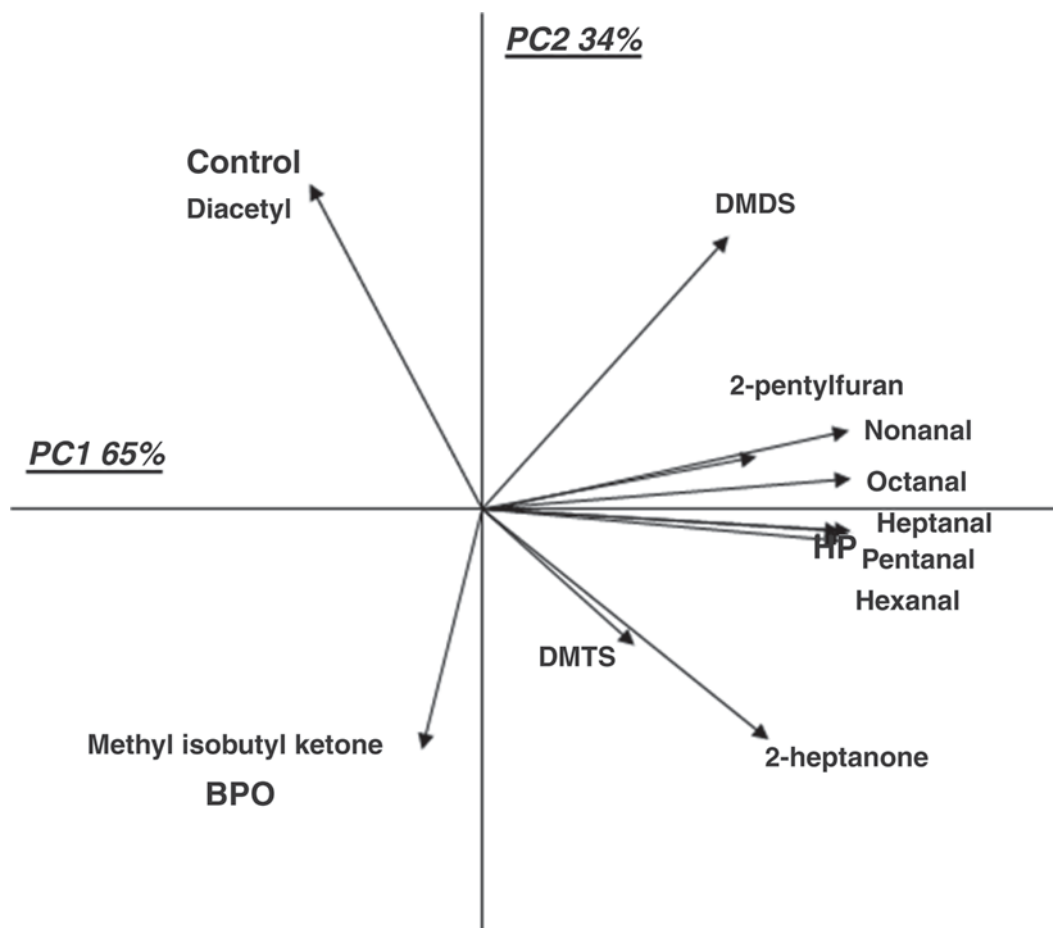 PC2 34%
Control
Diacetyl
DMDS
2-pentylfuran
Nonanal
PC1 65%
Octanal
Heptanal
HP
Pentanal
Hexanal
DMTS
Methyl isobutyl ketone
2-heptanone
BPO